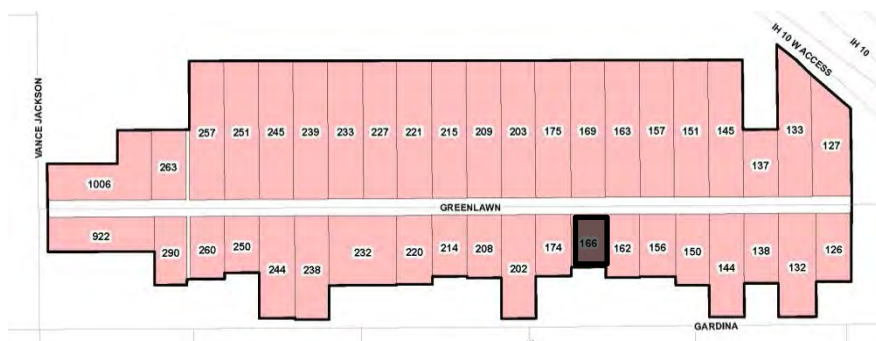 IH 10 W ACCESS
IH 10
VANCE JACKSON
257 251 245 239 233 227 221 215 209 203 175 169 163 157 151 145 133
127
263 137
1006
GREENLAWN
922
290 260 250 232 220 214 208 174 166 162 156 150 138 126
244 238 202 144 132
GARDINA